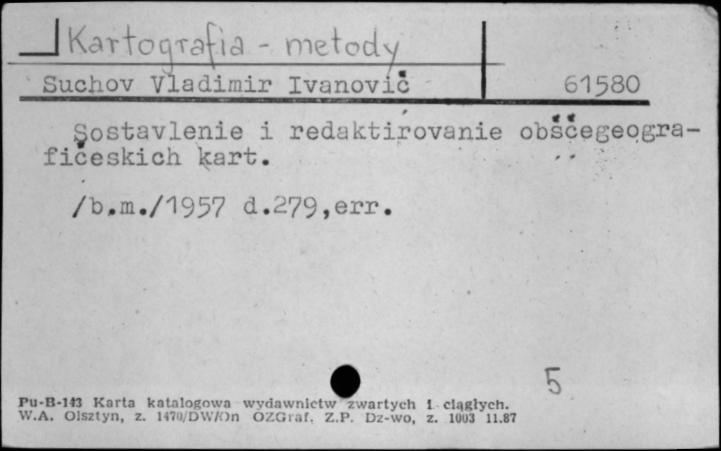 Kartografia - metody
Suchov Vladimir Ivanovič 61580
Sostavlenie i redaktirovanie obščegeogra-
fičeskich kart.
/b.m./1957 d.279,err.
5
Pu-B-143 Karta katalogowa wydawnictw zwartych i ciągłych.
W.A. Olsztyn, z. 1470/DW/On OZGraf. Z.P. Dz-wo, z. 1003 11.87